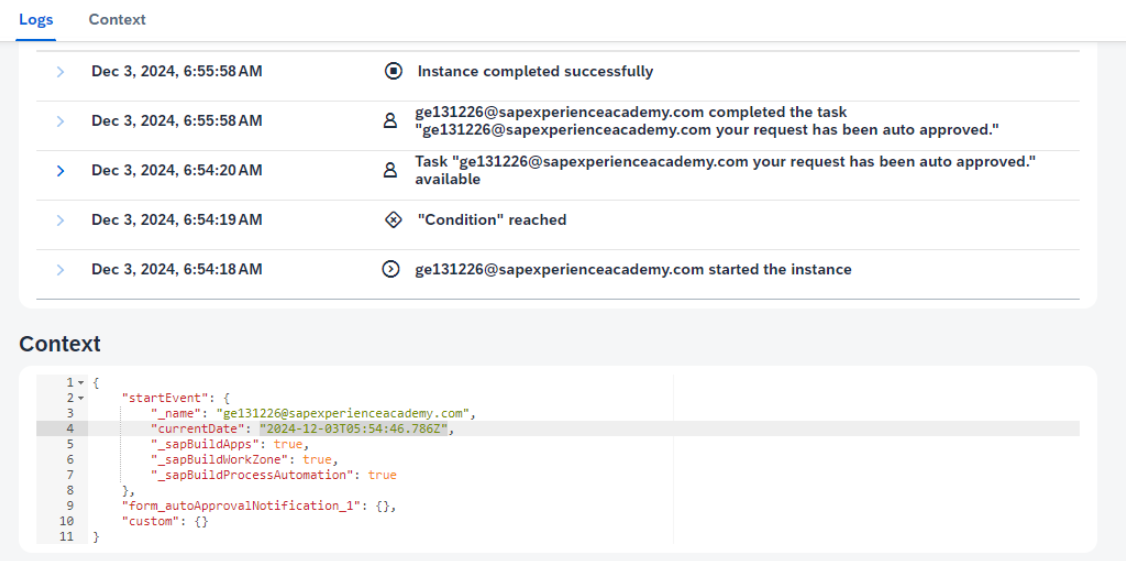 Logs Context
Dec 3, 2024, 6:55:58 AM Instance completed successfully
Dec 3, 2024, 6:55:58 AM ge131226@sapexperienceacademy.com completed the task
"ge131226@sapexperienceacademy.com your request has been auto approved."
Dec 3, 2024, 6:54:20 AM Task "ge131226@sapexperienceacademy.com your request has been auto approved."
available
Dec 3, 2024, 6:54:19 AM "Condition" reached
Dec 3, 2024, 6:54:18 AM ge131226@sapexperienceacademy.com started the instance
Context
1 {
2 "startEvent": {
3 "_name": "ge131226@sapexperienceacademy.com",
4 "currentDate": "2024-12-03T05:54:46.786Z",
5 "_sapBuildApps": true,
6 "_sapBuildWorkZone": true,
7 "_sapBuildProcessAutomation": true
8 },
9 "form_autoApprovalNotification_1": {},
10 "custom": {}
11 }